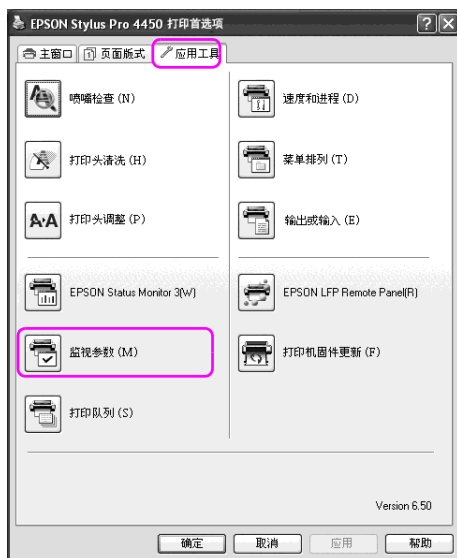 EPSON Stylus Pro 4450 打印首选项
主窗口 页面版式 应用工具
喷嘴检查(N)
速度和进程(D)
打印头清洗(H)
菜单排列(T)
打印头调整(P)
输出或输入(E)
EPSON Status Monitor 3(W)
EPSON LFP Remote Panel(R)
监视参数(M)
打印机固件更新(F)
打印队列(S)
Version 6.50
确定 取消 应用 帮助